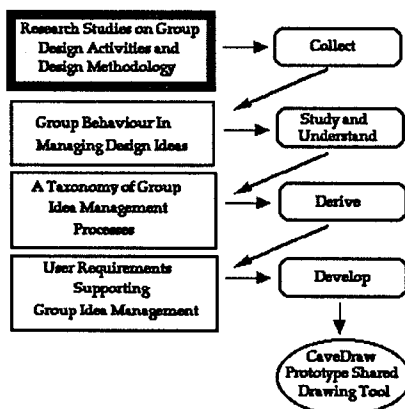 Research Studies on Group
Design Activities and
Design Methodology
Collect
Group Behaviour In
Managing Design Ideas
Study and
Understand
A Taxonomy of Group
Idea Management
Processes
Derive
User Requirements
Supporting
Group Idea Management
Develop
CaveDraw
Prototype Shared
Drawing Tool